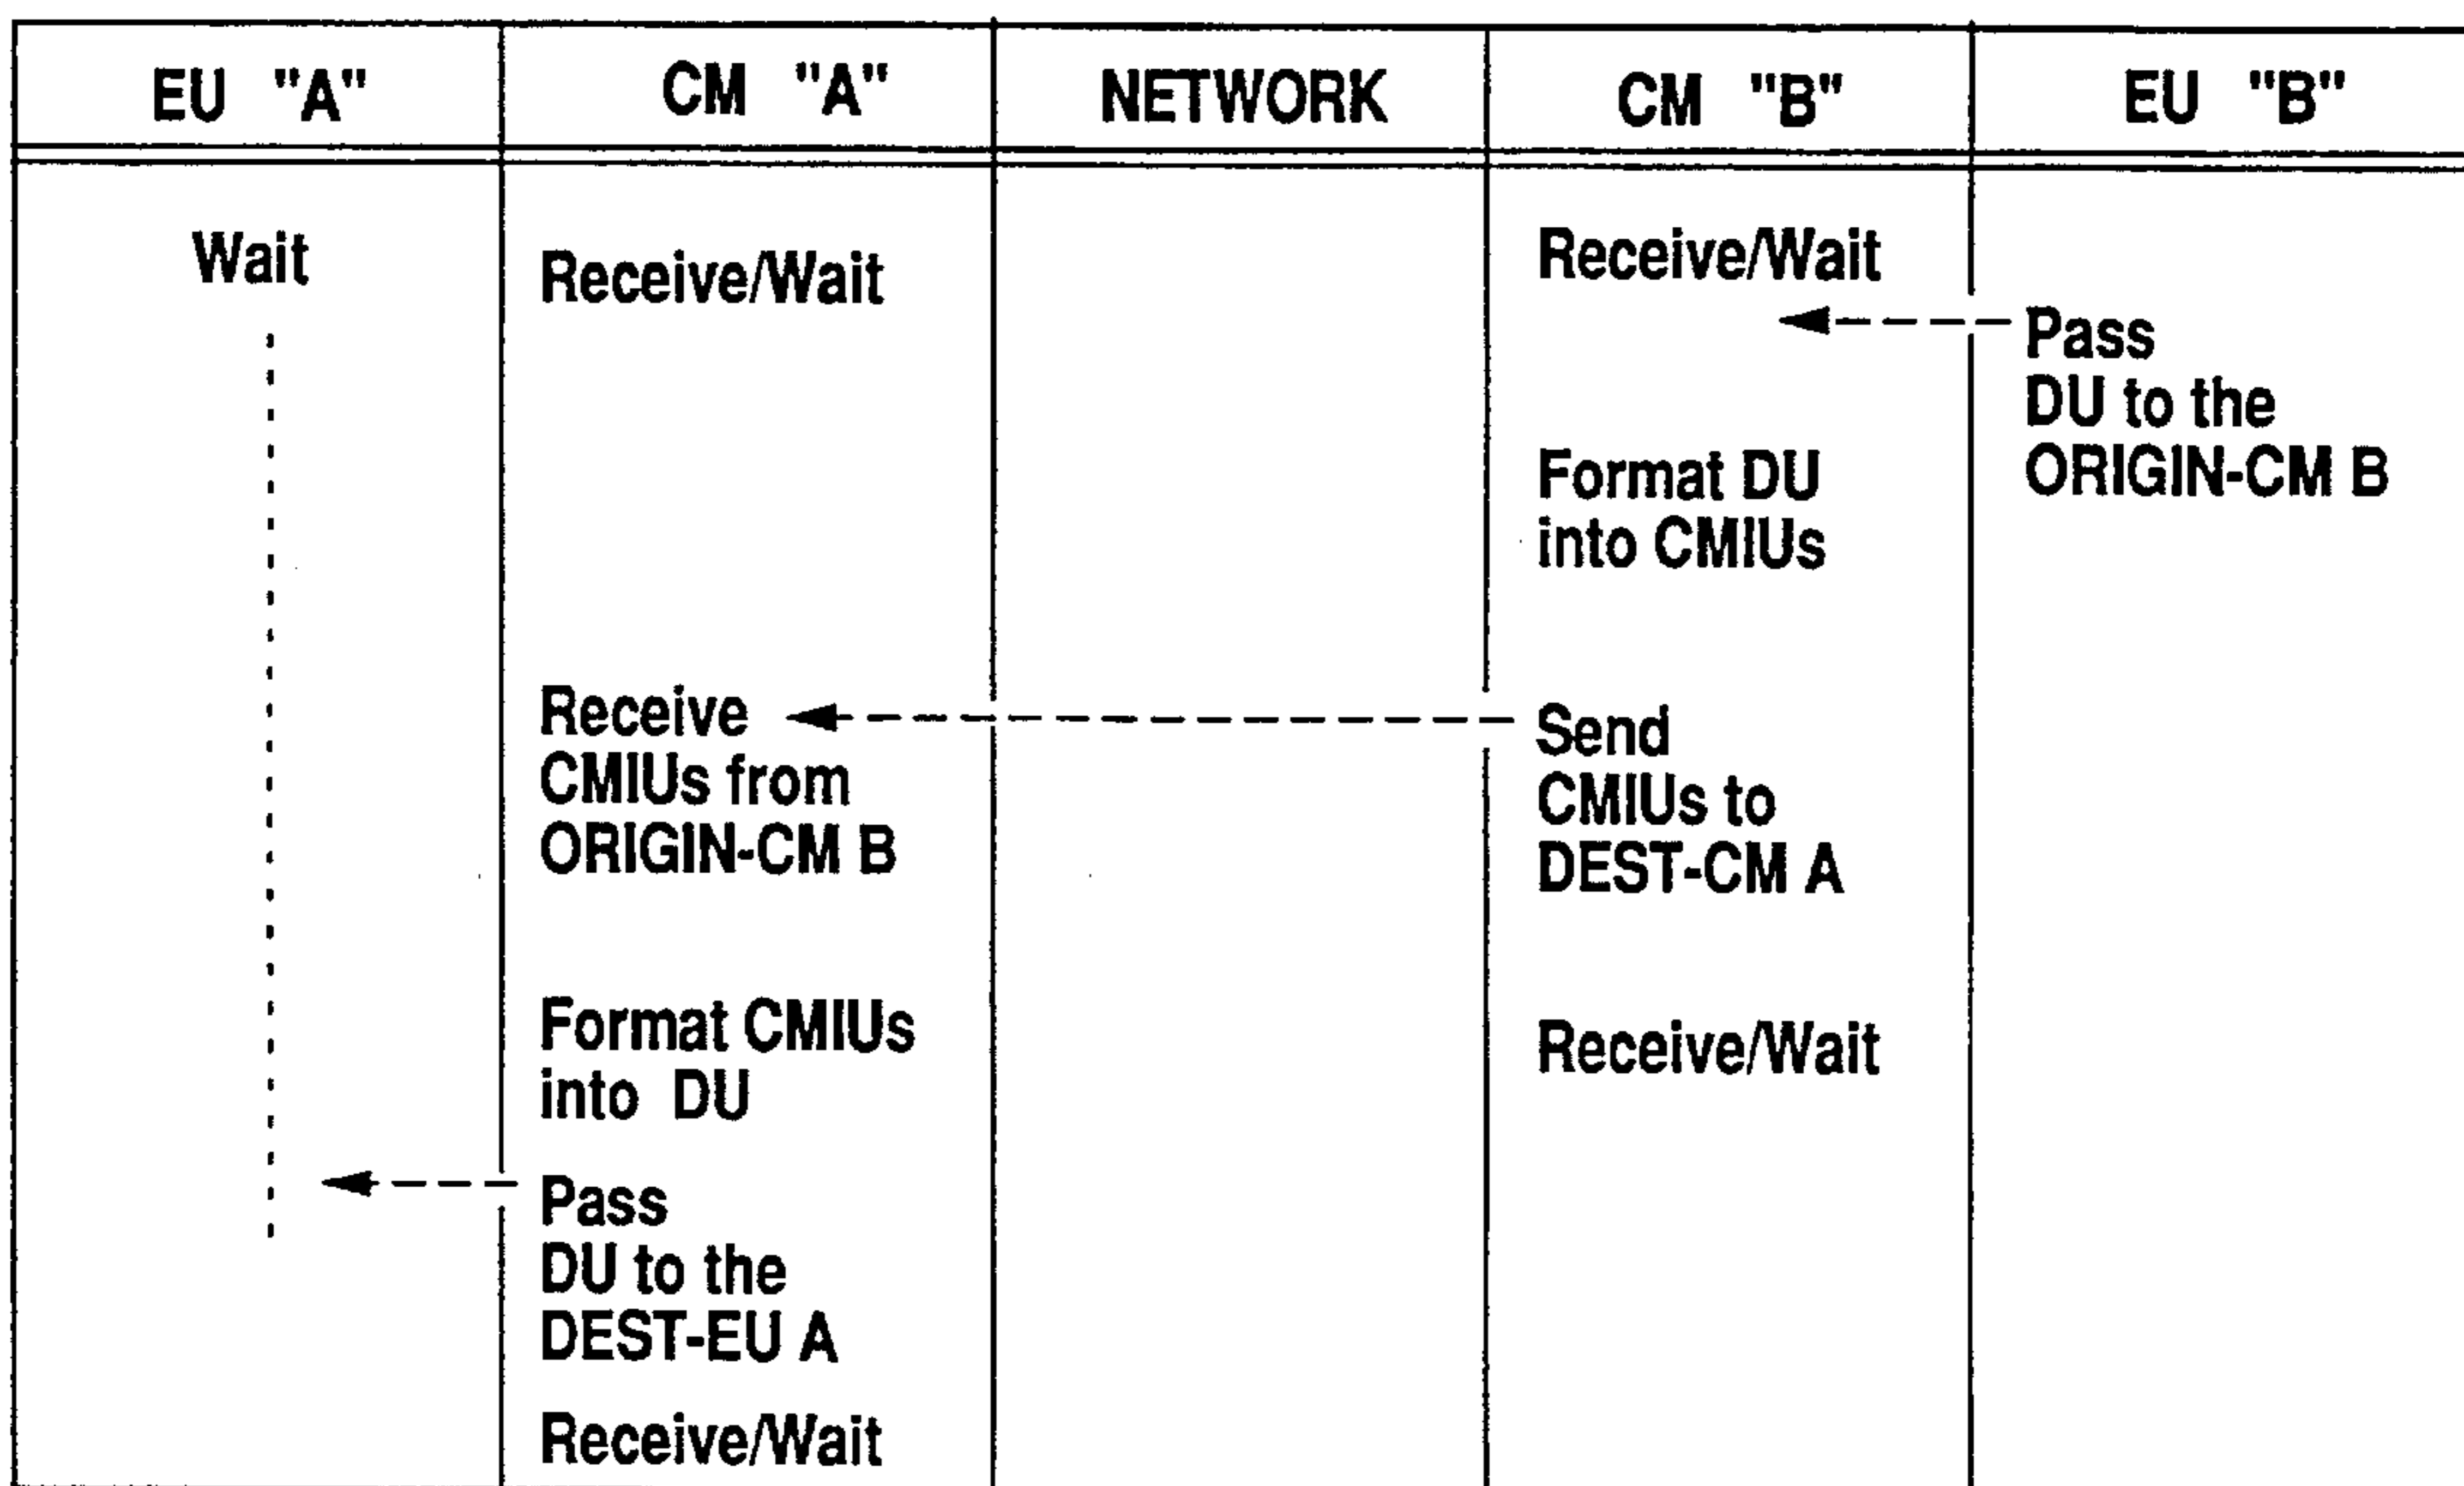 EU "A"
CM "A"
NETWORK
CM "B"
EU "B"
Wait
Receive/Wait
Receive
CMIUs from
ORIGIN-CM B
Format CMIUs
into DU
Pass
DU to the
DEST-EU A
Receive/Wait
Receive/Wait
Format DU
into CMIUs
Send
CMIUs to
DEST-CM A
Receive/Wait
Pass
DU to the
ORIGIN-CM B